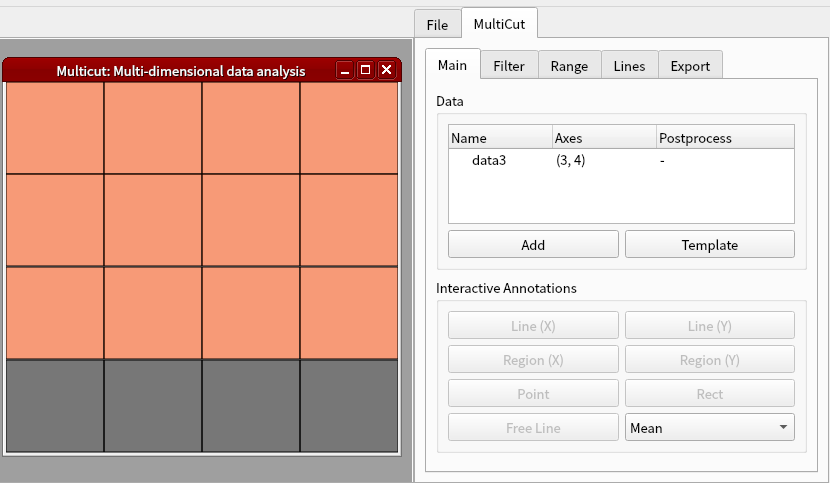 File MultiCut
Multicut: Multi-dimensional data analysis
Main Filter Range Lines Export
Data
Name Axes Postprocess
data3 (3, 4) -
Add Template
Interactive Annotations
Line (X) Line (Y)
Region (X) Region (Y)
Point Rect
Free Line Mean